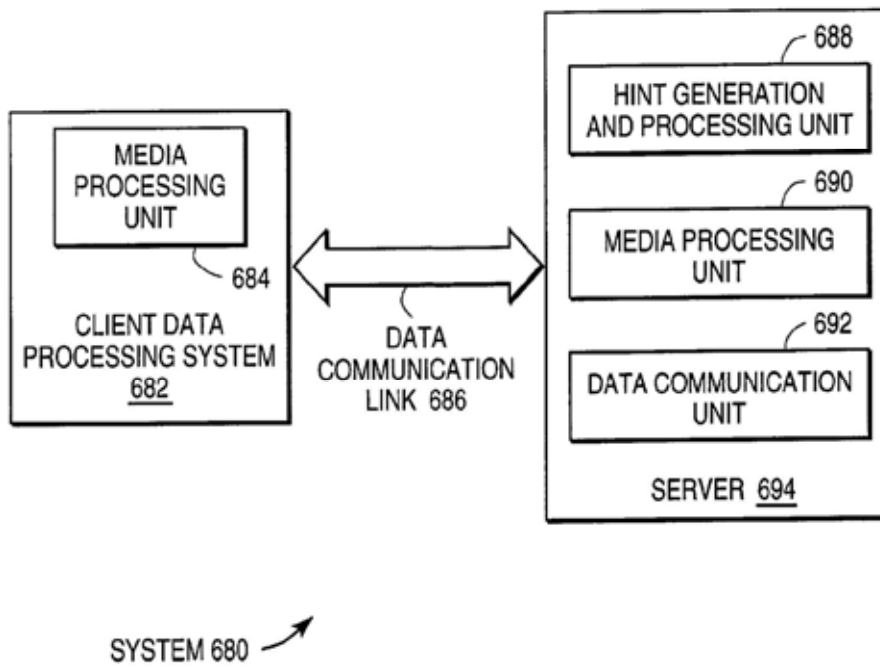 MEDIA
PROCESSING
UNIT
684
CLIENT DATA
PROCESSING SYSTEM
682
DATA
COMMUNICATION
LINK 686
688
HINT GENERATION
AND PROCESSING UNIT
690
MEDIA PROCESSING
UNIT
692
DATA COMMUNICATION
UNIT
SERVER 694
SYSTEM 680